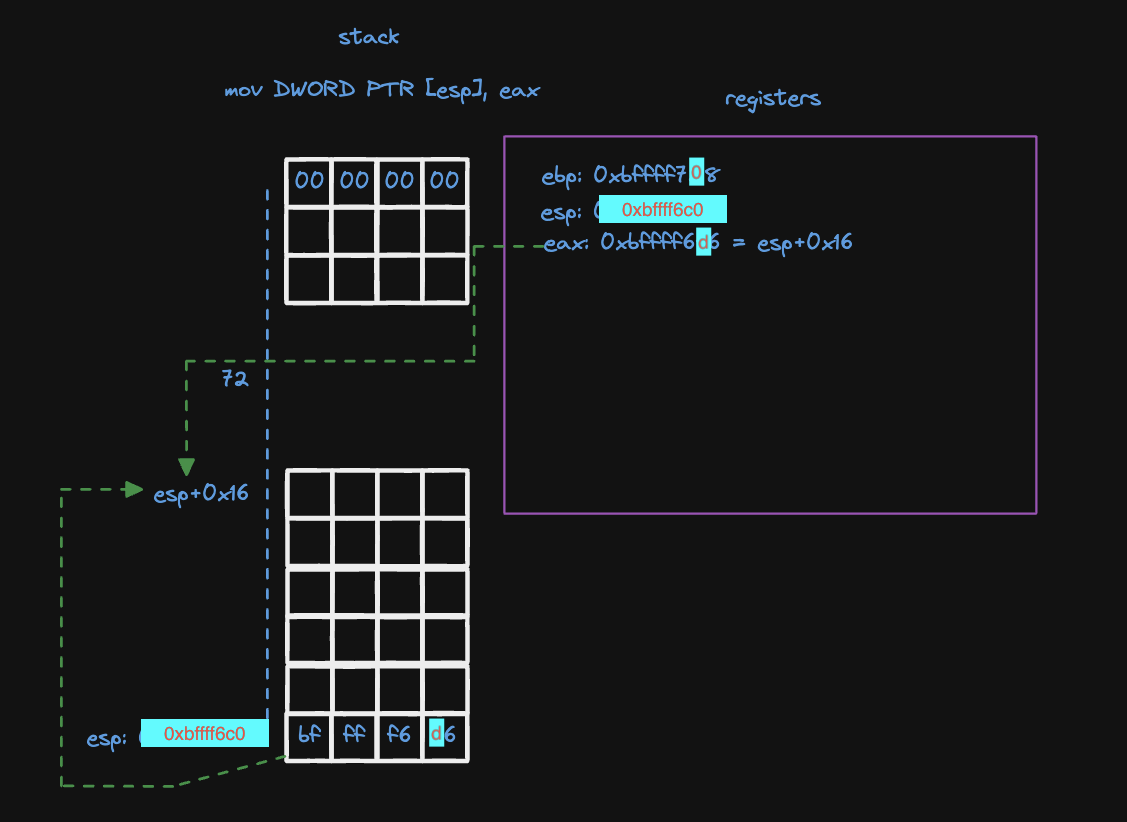 stack
mov DWORD PTR [esp], eax
registers
00 00 00 00
ebp: 0xbffff708
esp: 0xbffff6c0
eax: 0xbffff6d6 = esp+0x16
72
esp+0x16
esp: 0xbffff6c0
bf ff f6 d6